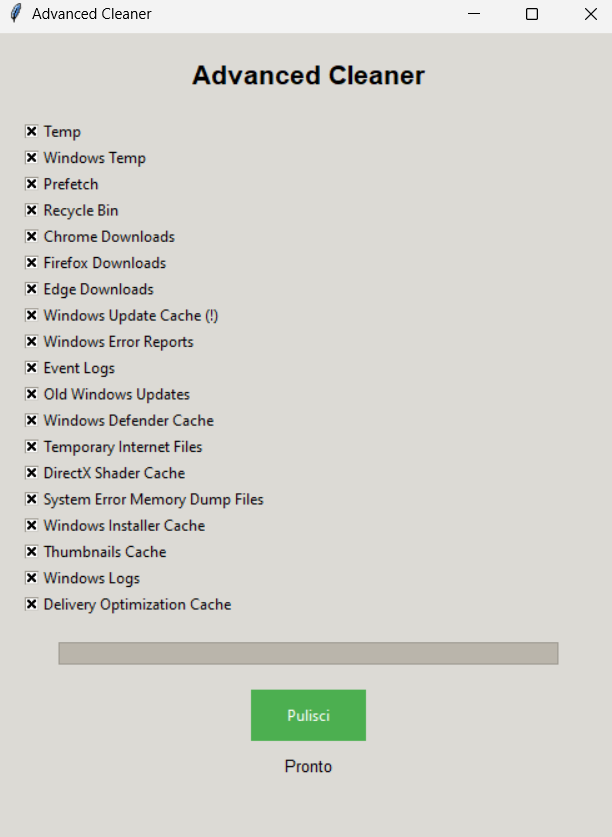 Advanced Cleaner
Advanced Cleaner
Temp
Windows Temp
Prefetch
Recycle Bin
Chrome Downloads
Firefox Downloads
Edge Downloads
Windows Update Cache (!)
Windows Error Reports
Event Logs
Old Windows Updates
Windows Defender Cache
Temporary Internet Files
DirectX Shader Cache
System Error Memory Dump Files
Windows Installer Cache
Thumbnails Cache
Windows Logs
Delivery Optimization Cache
Pulisci
Pronto